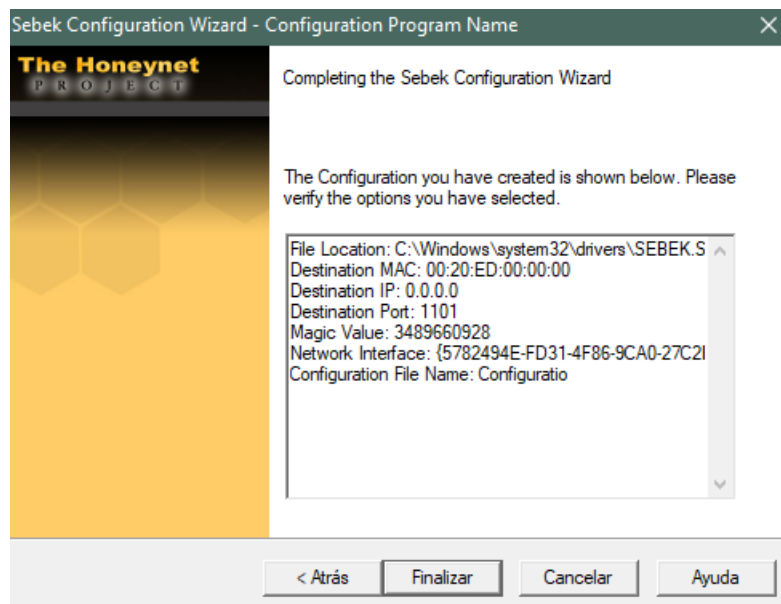 Sebek Configuration Wizard - Configuration Program Name
The Honeynet
PROJECT
Completing the Sebek Configuration Wizard
The Configuration you have created is shown below. Please
verify the options you have selected.
File Location: C:\Windows\system32\drivers\SEBEK.S
Destination MAC: 00:20:ED:00:00:00
Destination IP: 0.0.0.0
Destination Port: 1101
Magic Value: 3489660928
Network Interface: {5782494E-FD31-4F86-9CA0-27C2
Configuration File Name: Configuratio
< Atrás
Finalizar
Cancelar
Ayuda